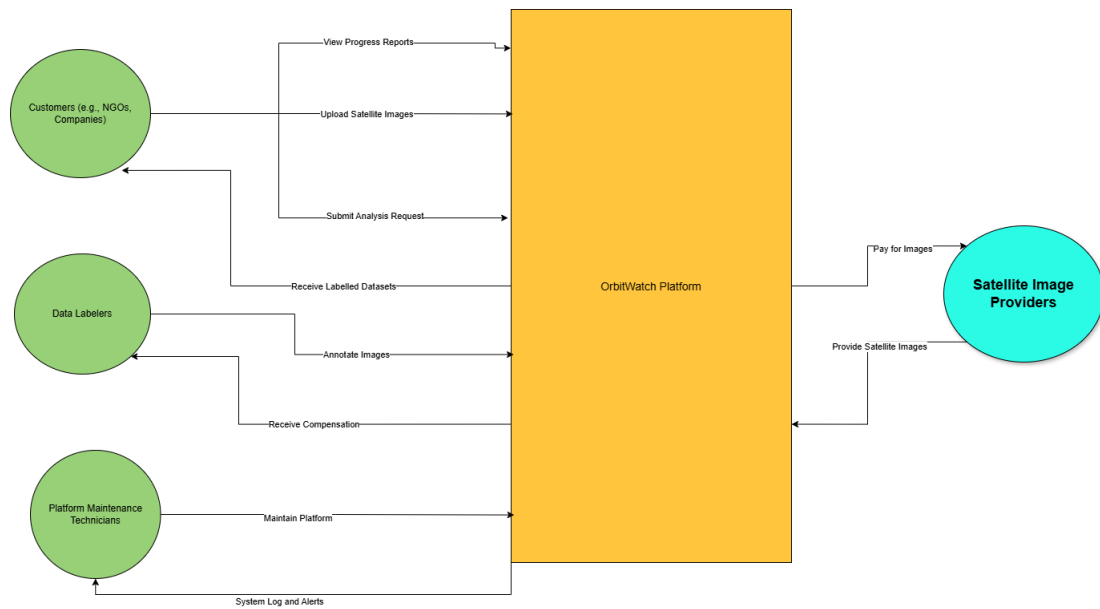 View Progress Reports
Customers (e.g., NGOs,
Companies)
Upload Satellite Images
Submit Analysis Request
Receive Labelled Datasets
OrbitWatch Platform
Pay for Images
Satellite Image
Providers
Data Labelers
Annotate Images
Provide Satellite Images
Receive Compensation
Platform Maintenance
Technicians
Maintain Platform
System Log and Alerts